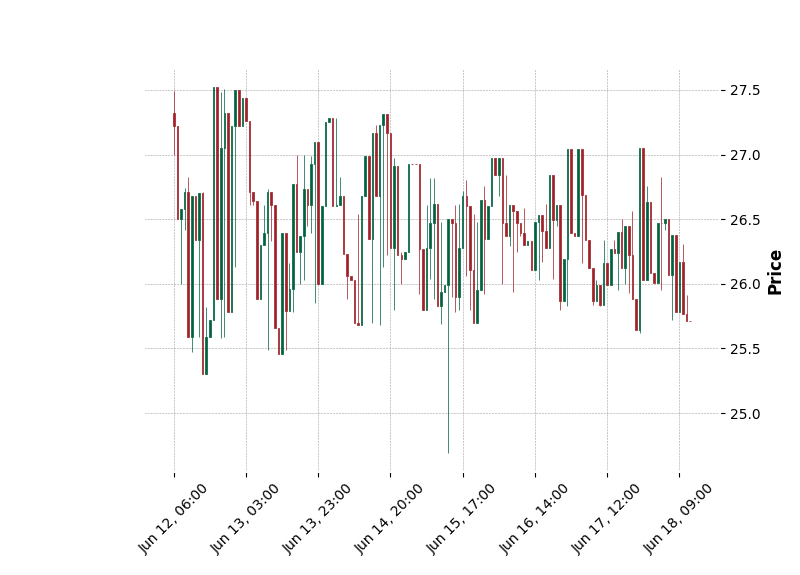 27.5
27.0
26.5
26.0
25.5
25.0
Price
Jun 12, 06:00
Jun 13, 03:00
Jun 13, 23:00
Jun 14, 20:00
Jun 15, 17:00
Jun 16, 14:00
Jun 17, 12:00
Jun 18, 09:00